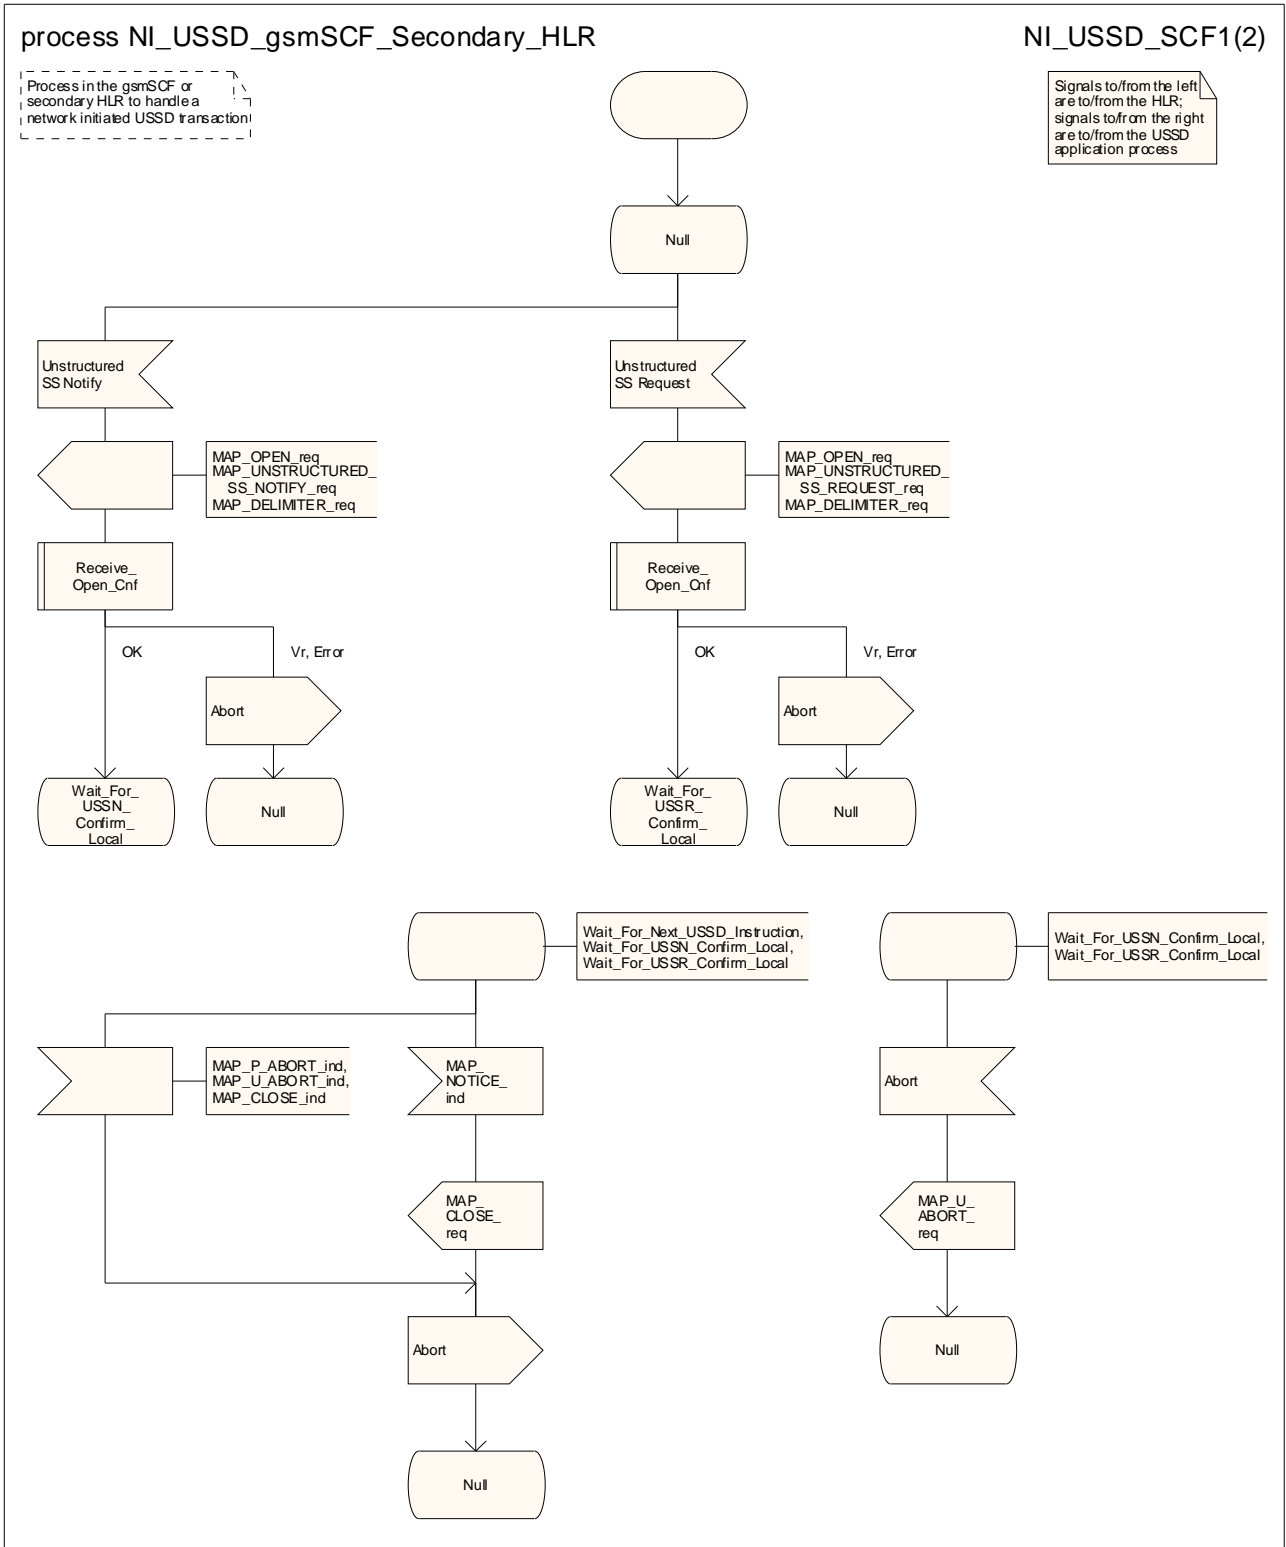 process NI_USSD_gsmSCF_Secondary_HLR
NI_USSD_SCF1(2)
Process in the gsmSCF or
secondary HLR to handle a
network initiated USSD transaction
Signals to/from the left
are to/from the HLR;
signals to/from the right
are to/from the USSD
application process
Null
Unstructured
SS Notify
Unstructured
SS Request
MAP_OPEN_req
MAP_UNSTRUCTURED_
SS_NOTIFY_req
MAP_DELIMITER_req
MAP_OPEN_req
MAP_UNSTRUCTURED_
SS_REQUEST_req
MAP_DELIMITER_req
Receive_
Open_Cnf
Receive_
Open_Cnf
OK
Vr, Error
OK
Vr, Error
Abort
Abort
Wait_For_
USSN_
Confirm_
Local
Null
Wait_For_
USSR_
Confirm_
Local
Null
Wait_For_Next_USSD_Instruction,
Wait_For_USSN_Confirm_Local,
Wait_For_USSR_Confirm_Local
Wait_For_USSN_Confirm_Local,
Wait_For_USSR_Confirm_Local
MAP_P_ABORT_ind,
MAP_U_ABORT_ind,
MAP_CLOSE_ind
MAP_
NOTICE_
ind
Abort
MAP_
CLOSE_
req
MAP_U_
ABORT_
req
Abort
Null
Null